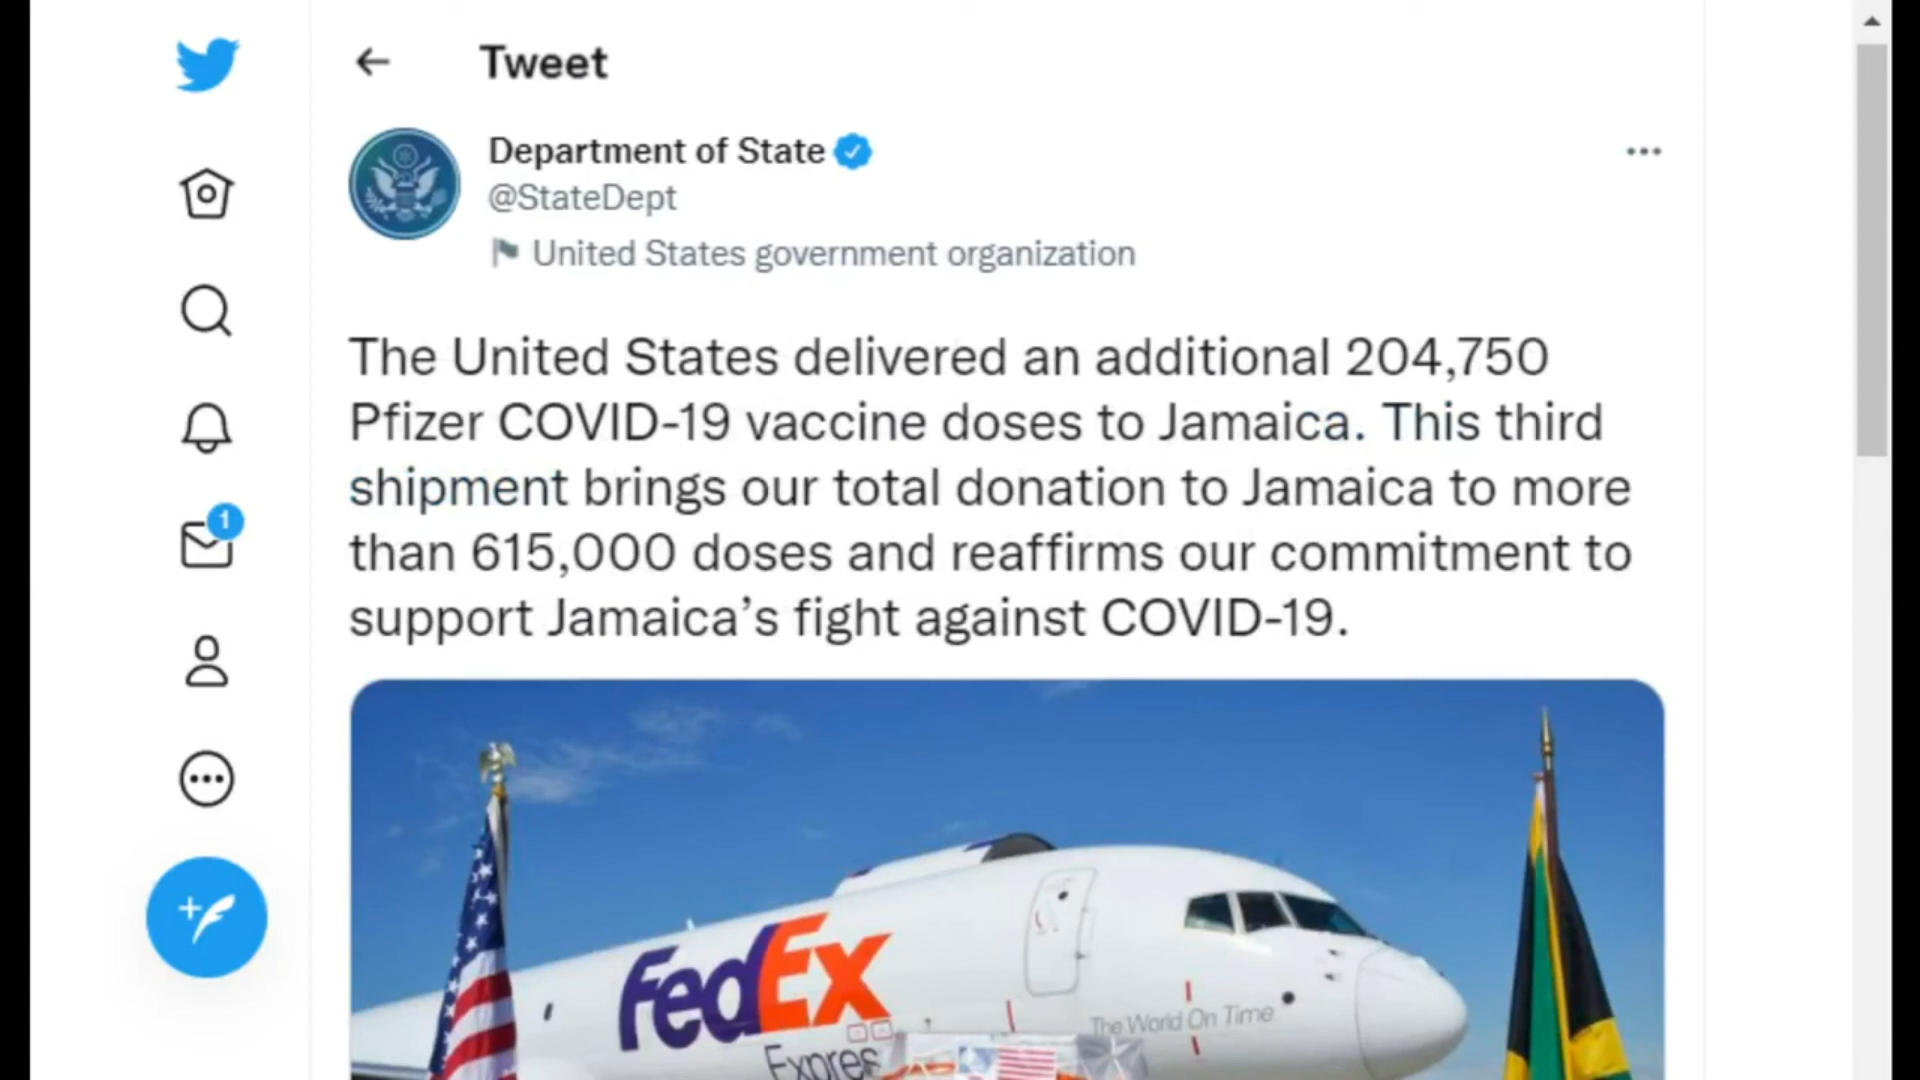 Tweet
Department of State
@StateDept
United States government organization
The United States delivered an additional 204,750
Pfizer COVID-19 vaccine doses to Jamaica. This third
shipment brings our total donation to Jamaica to more
than 615,000 doses and reaffirms our commitment to
support Jamaica’s fight against COVID-19.
1
FedEx
Expres
The World On Time